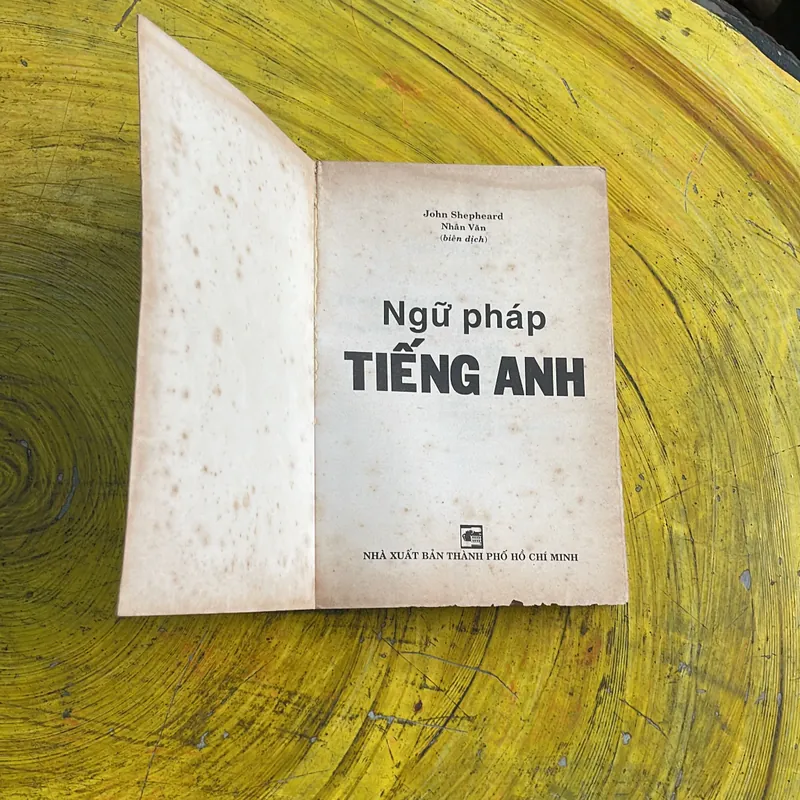 John Shepheard
Nhân Văn
(biên dịch)
Ngữ pháp
TIẾNG ANH
NHÀ XUẤT BẢN THÀNH PHỐ HỒ CHÍ MINH